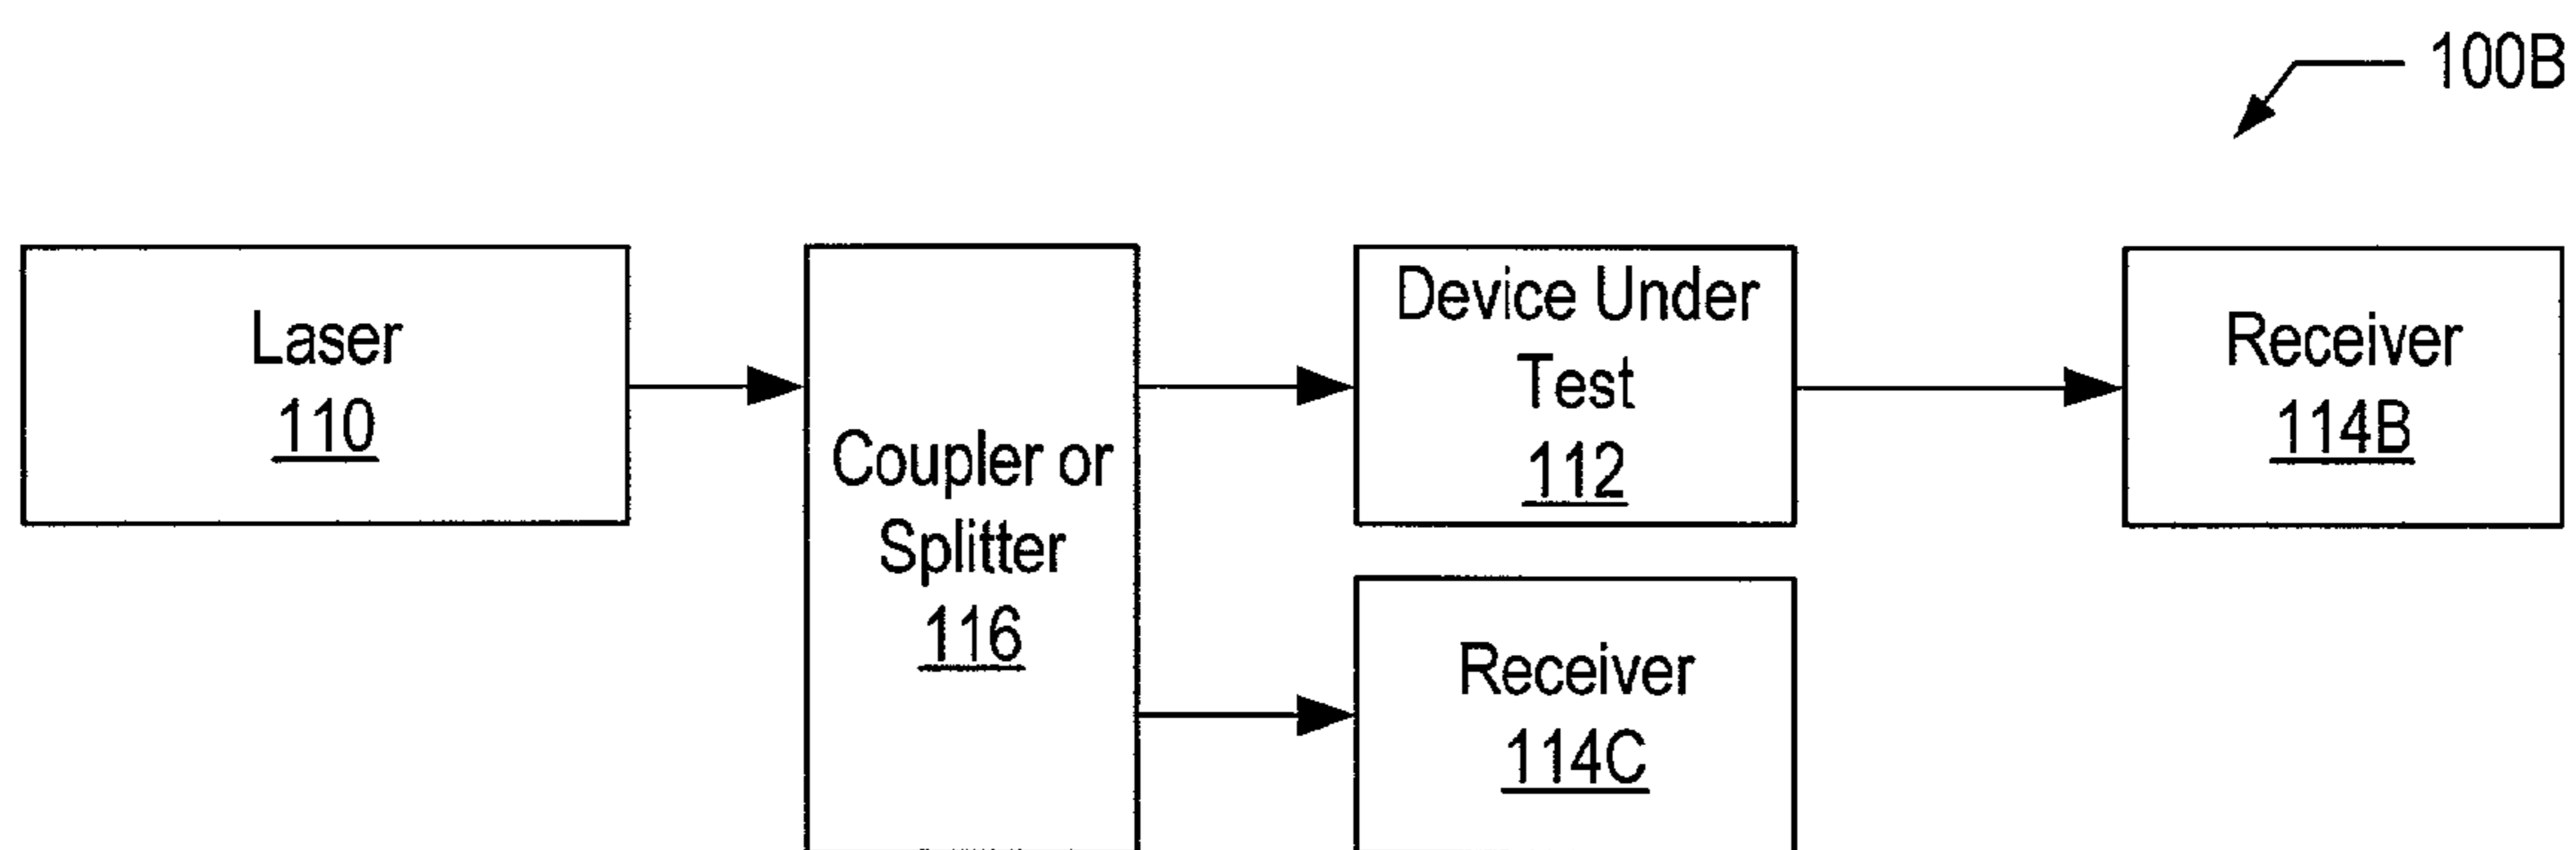 100B
Laser
110
Coupler or
Splitter
116
Device Under
Test
112
Receiver
114B
Receiver
114C